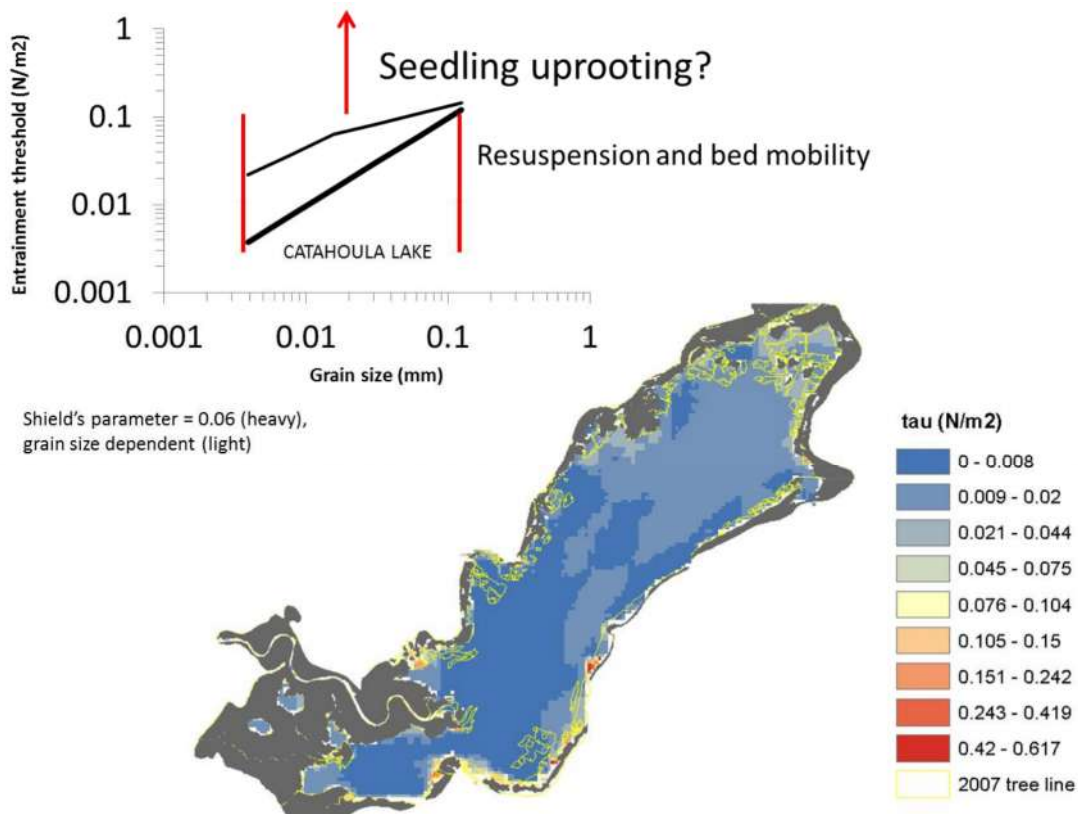 Entrainment threshold (N/m2)
1
0.1
0.01
0.001
Seedling uprooting?
Resuspension and bed mobility
CATAHOULA LAKE
0.001
0.01
0.1
1
Grain size (mm)
Shield's parameter = 0.06 (heavy),
grain size dependent (light)
tau (N/m2)
0 - 0.008
0.009 - 0.02
0.021 - 0.044
0.045 - 0.075
0.076 - 0.104
0.105 - 0.15
0.151 - 0.242
0.243 - 0.419
0.42 - 0.617
2007 tree line